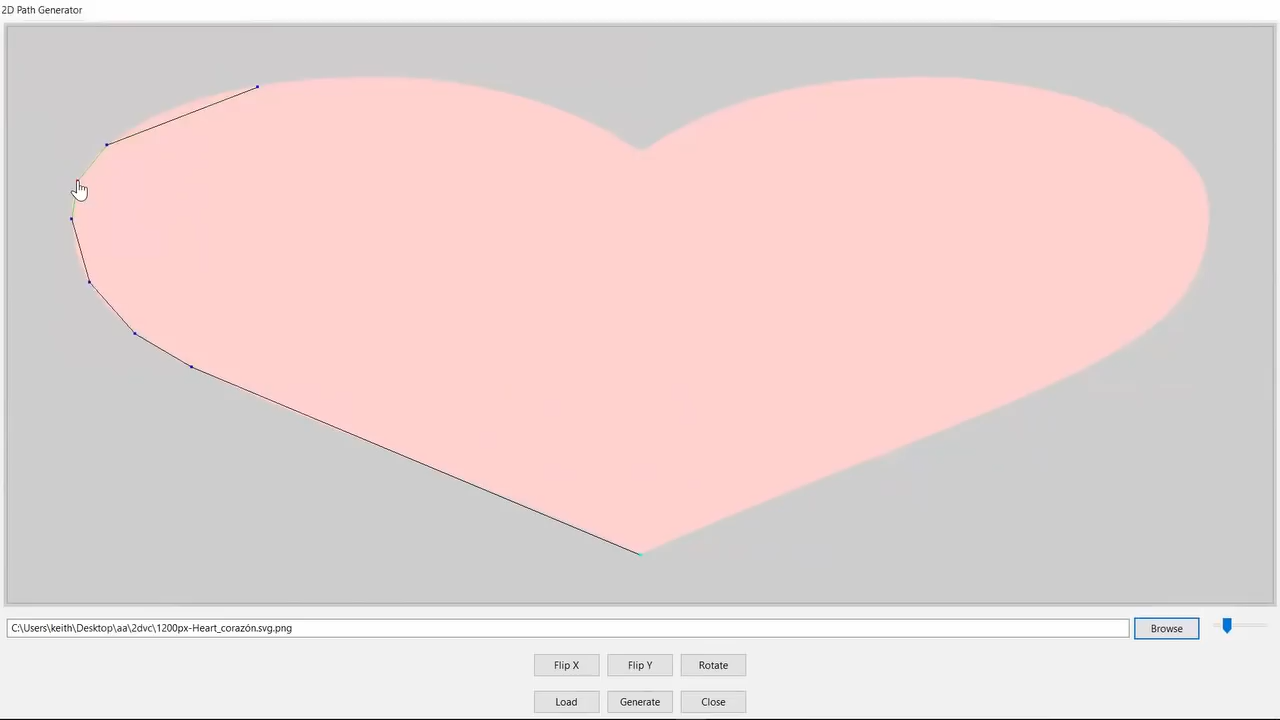 2D Path Generator
C:\Users\keith\Desktop\aa\2dvc\1200px-Heart_corazón.svg.png
Browse
Flip X
Flip Y
Rotate
Load
Generate
Close